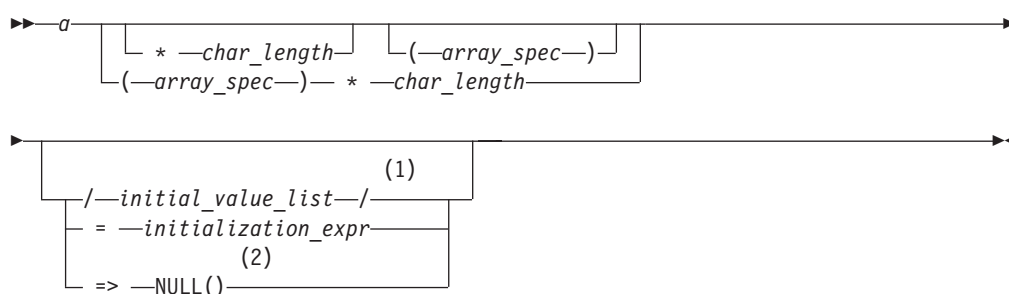 a
* char_length (array_spec)
(array_spec) * char_length
(1)
/ initial_value_list /
= initialization_expr
(2)
=> NULL()